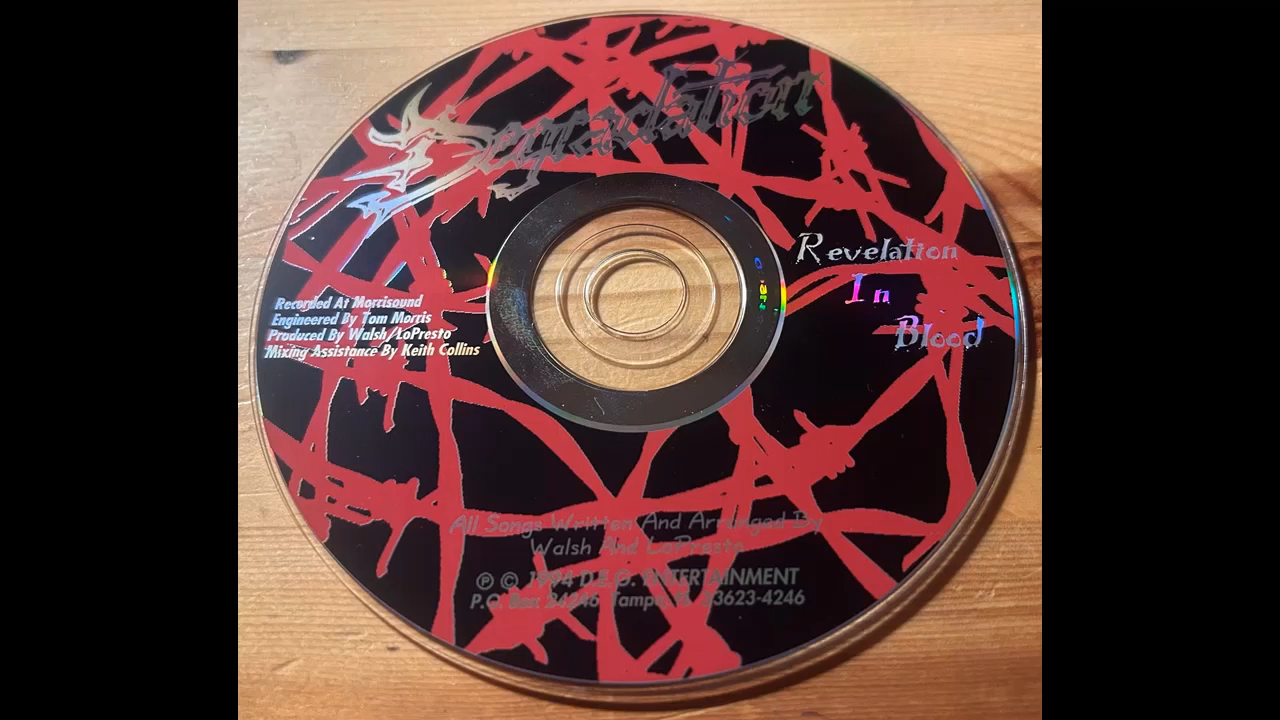 Degradation
Revelation
In
Blood
Recorded At Morrisound
Engineered By Tom Morris
Produced By Walsh/LoPresto
Mixing Assistance By Keith Collins
All Songs Written And Arranged By
Walsh And LoPresto
℗ © 1994 D.E.O. ENTERTAINMENT
P.O. Box 24246 Tampa, FL 33623-4246